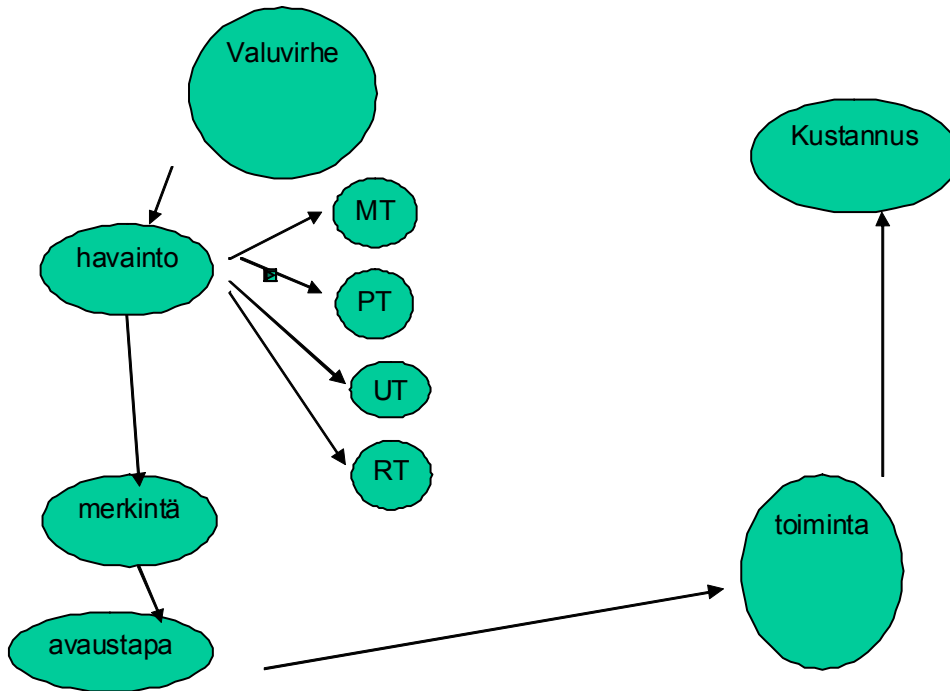 Valuvirhe
Kustannus
MT
havainto
PT
UT
RT
merkintä
toiminta
avaustapa